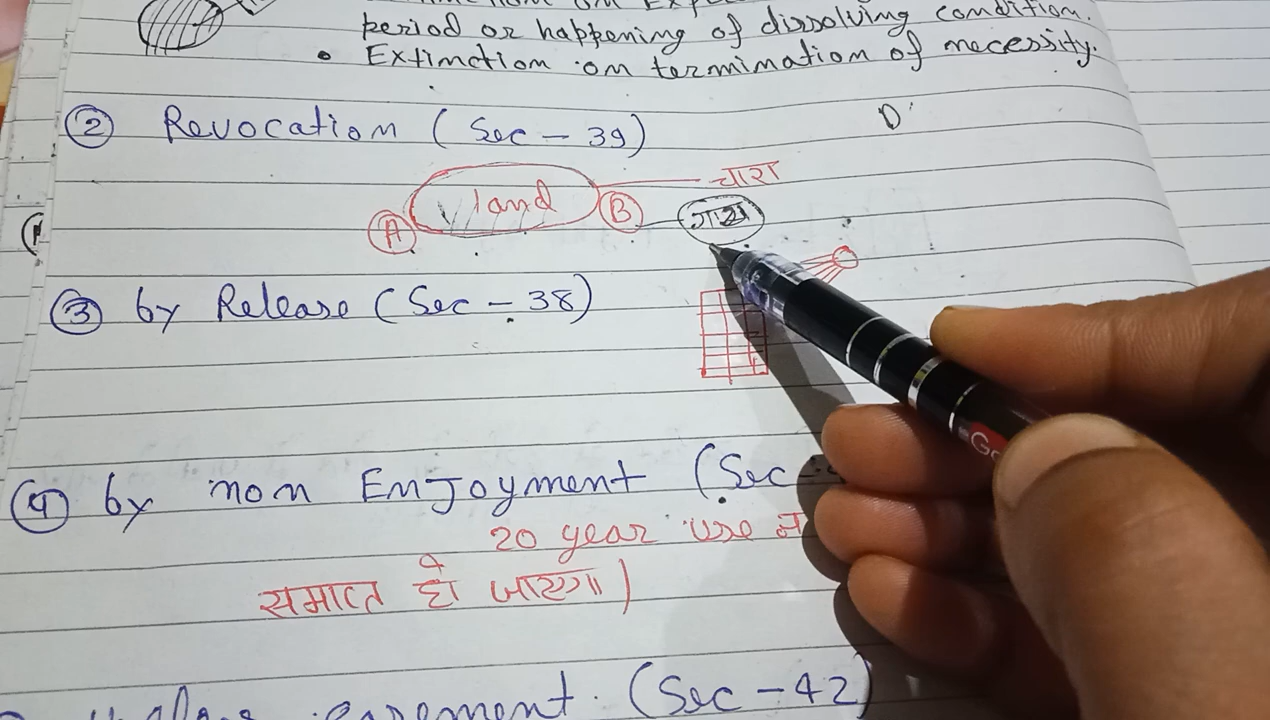 period or happening of dissolving condition.
• Extinction on termination of necessity.
② Revocation (Sec - 39)
D'
A land B चारा
③ by Release (Sec - 38)
④ by non Enjoyment (Sec
20 year use न
समाप्त हो जाएगा)
easement. (Sec - 42)